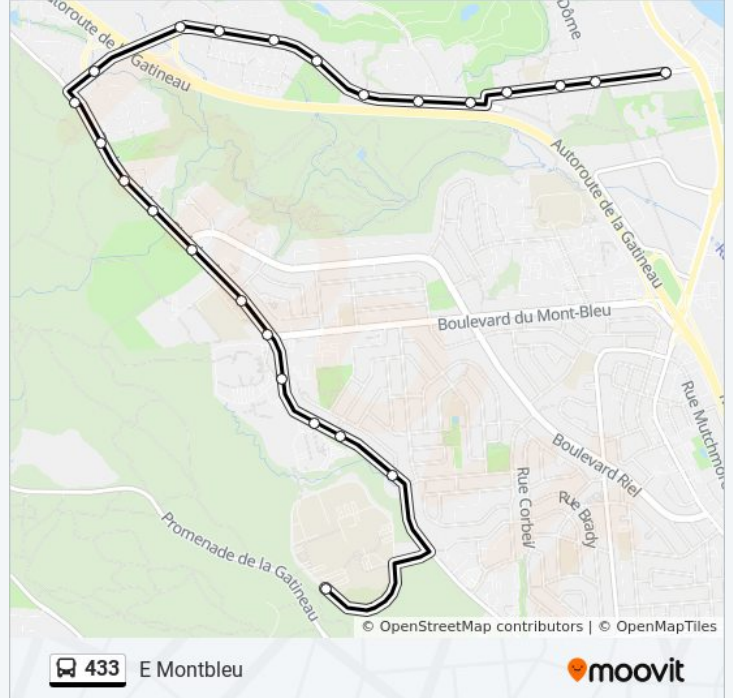 Autoroute de la Gatineau
Dôme
Autoroute de la Gatineau
Boulevard du Mont-Bleu
Rue Mutchmor
Boulevard Riel
Rue Corbeil
Rue Brady
Promenade de la Gatineau
© OpenStreetMap contributors | © OpenMapTiles
433 E Montbleu
moovit